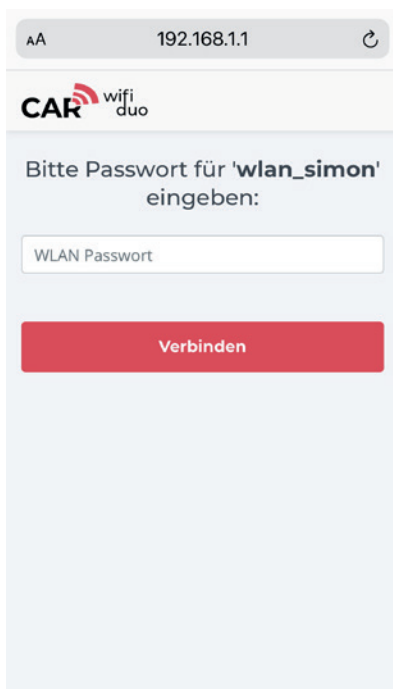 AA 192.168.1.1
CAR wifi
duo
Bitte Passwort für 'wlan_simon'
eingeben:
WLAN Passwort
Verbinden